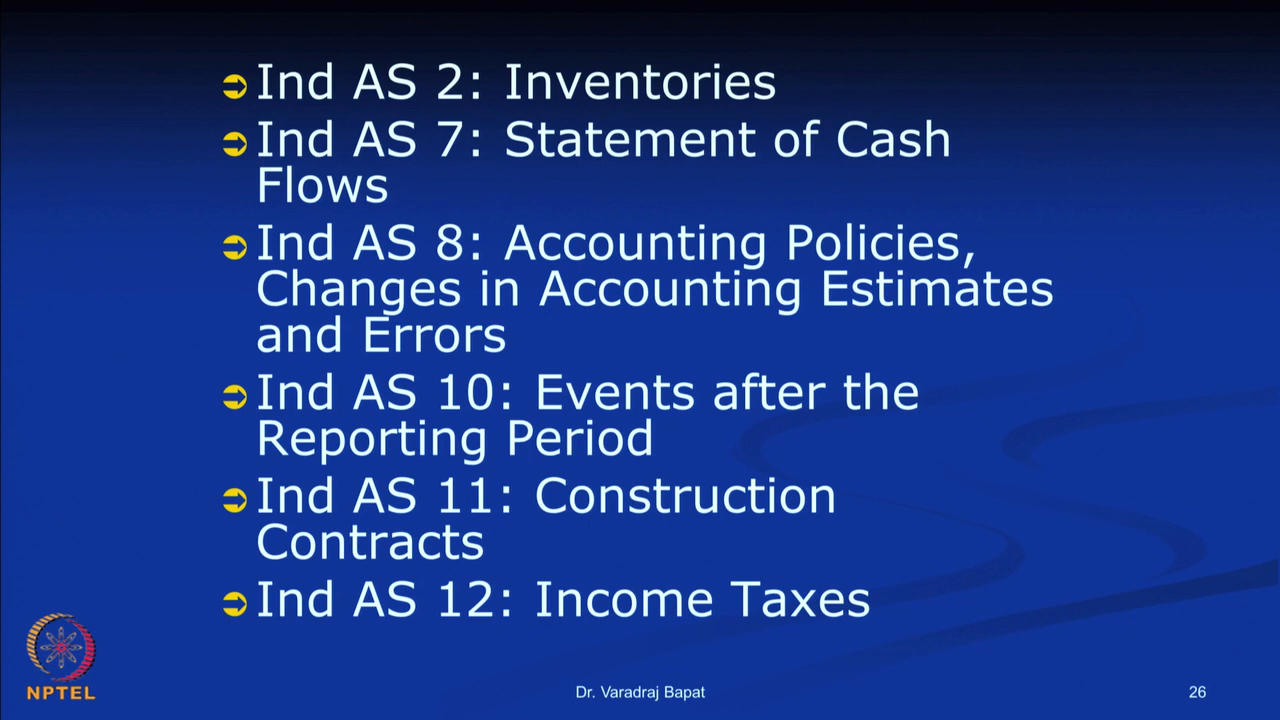 Ind AS 2: Inventories
Ind AS 7: Statement of Cash
Flows
Ind AS 8: Accounting Policies,
Changes in Accounting Estimates
and Errors
Ind AS 10: Events after the
Reporting Period
Ind AS 11: Construction
Contracts
Ind AS 12: Income Taxes
NPTEL
Dr. Varadraj Bapat
26